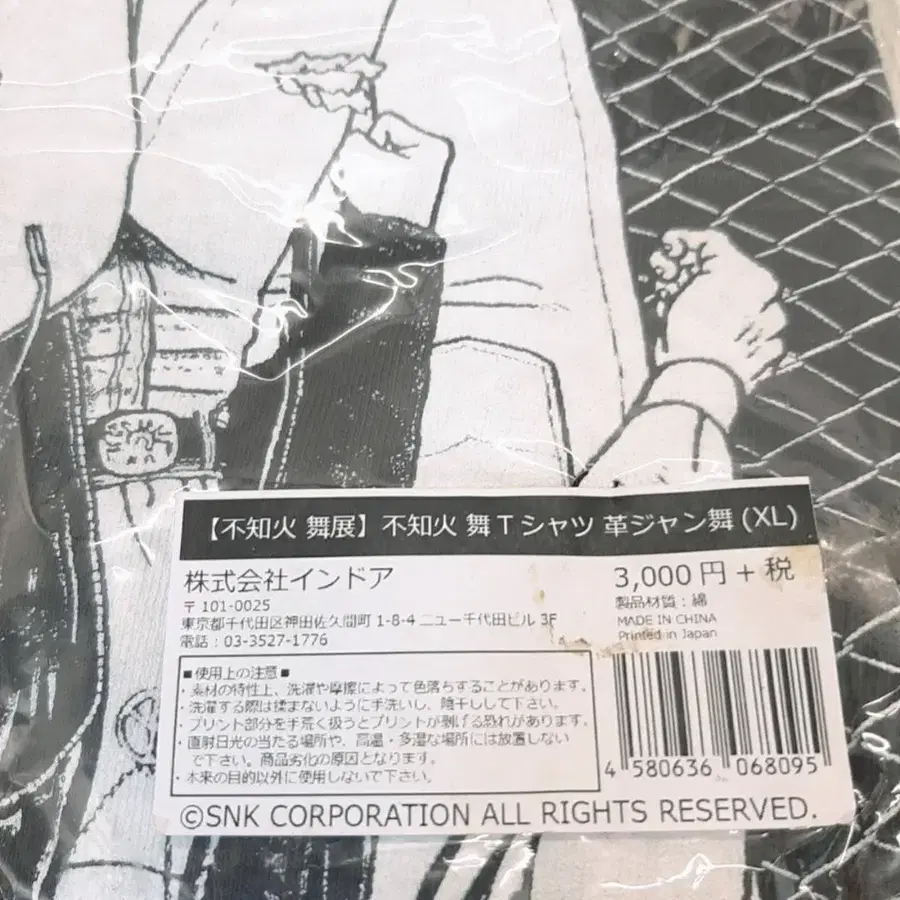 【不知火 舞展】不知火 舞Tシャツ 革ジャン舞 (XL)
株式会社インドア
〒 101-0025
東京都千代田区神田佐久間町 1-8-4 ニュー千代田ビル 3F
電話：03-3527-1776
3,000 円 + 税
製品材質：綿
MADE IN CHINA
Printed in Japan
■使用上の注意■
・素材の特性上、洗濯や摩擦によって色落ちすることがあります。
・洗濯する際は揉まないように手洗いし、陰干しして下さい。
・プリント部分を手荒く扱うとプリントが剥げる恐れがあります。
・直射日光の当たる場所や、高温・多湿な場所には放置しない
で下さい。商品劣化の原因となります。
・本来の目的以外に使用しないで下さい。
4 580636 068095
©SNK CORPORATION ALL RIGHTS RESERVED.